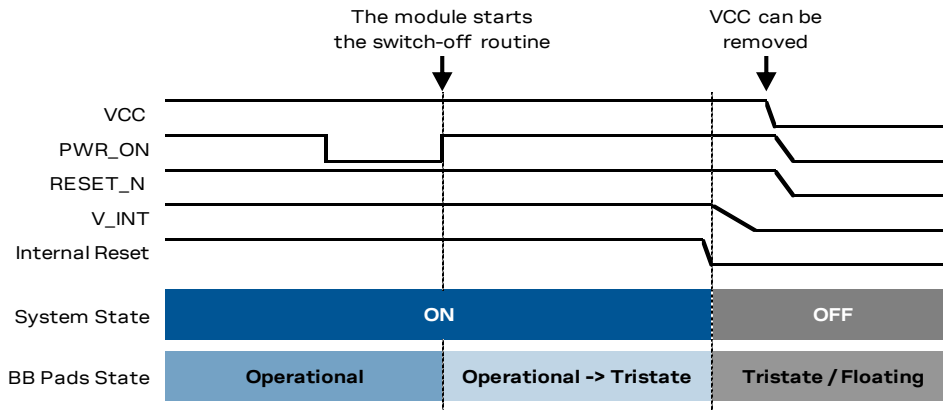 The module starts
the switch-off routine
VCC can be
removed
VCC
PWR_ON
RESET_N
V_INT
Internal Reset
System State
ON
OFF
BB Pads State
Operational
Operational -> Tristate
Tristate / Floating